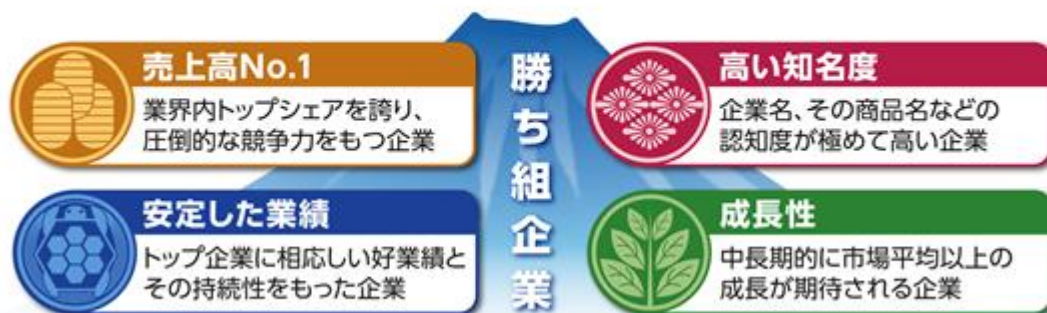 売上高No.1
業界内トップシェアを誇り、
圧倒的な競争力をもつ企業
安定した業績
トップ企業に相応しい好業績と
その持続性をもった企業
勝ち組企業
高い知名度
企業名、その商品名などの
認知度が極めて高い企業
成長性
中長期的に市場平均以上の
成長が期待される企業